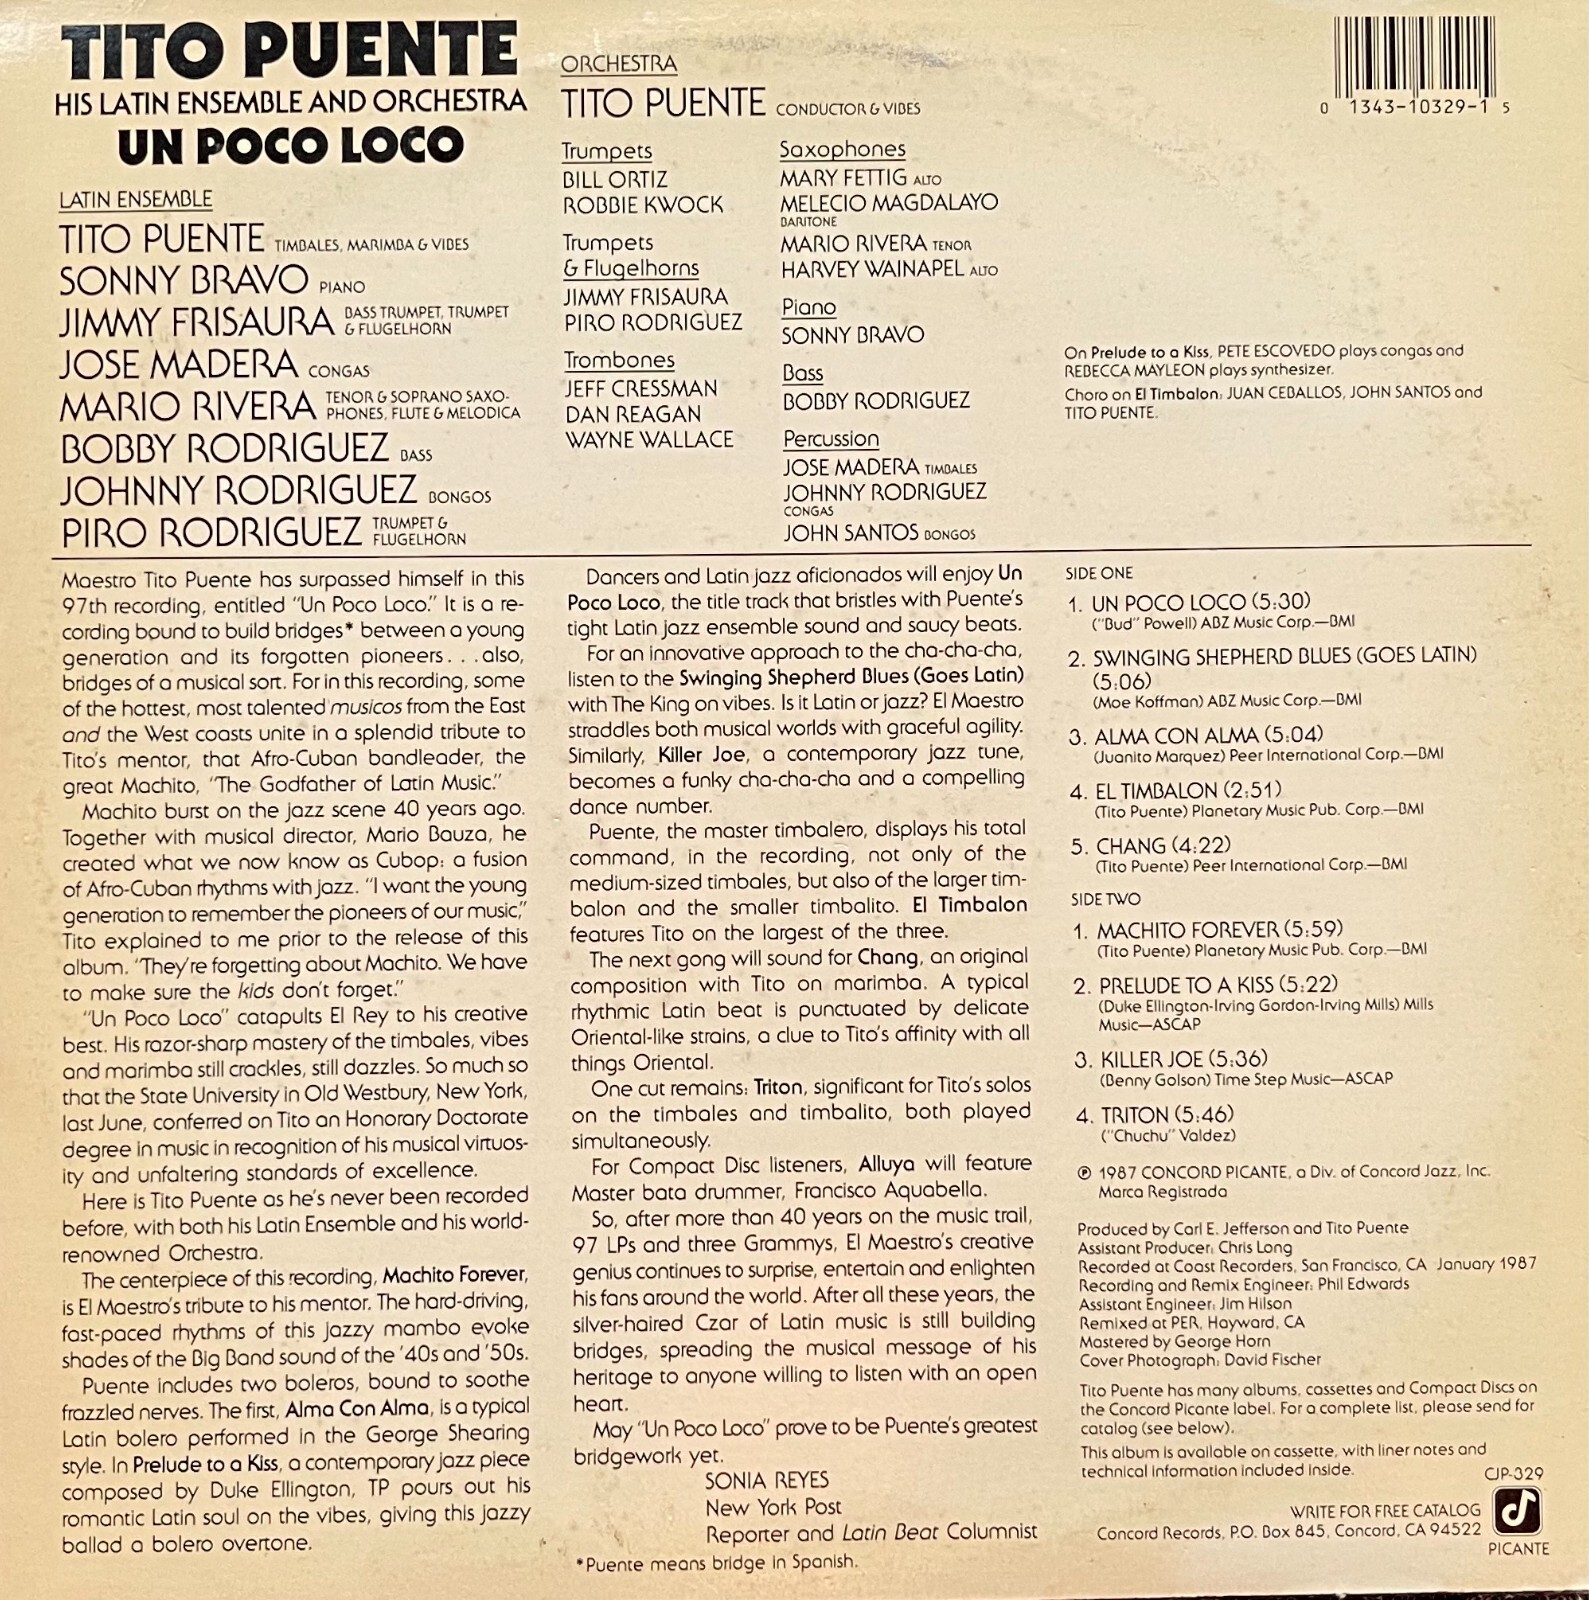 TITO PUENTE
HIS LATIN ENSEMBLE AND ORCHESTRA
UN POCO LOCO
LATIN ENSEMBLE
TITO PUENTE TIMBALES, MARIMBA & VIBES
SONNY BRAVO PIANO
JIMMY FRISAURA BASS TRUMPET, TRUMPET
& FLUGELHORN
JOSE MADERA CONGAS
MARIO RIVERA TENOR & SOPRANO SAXO-
PHONES, FLUTE & MELODICA
BOBBY RODRIGUEZ BASS
JOHNNY RODRIGUEZ BONGOS
PIRO RODRIGUEZ TRUMPET &
FLUGELHORN
ORCHESTRA
TITO PUENTE CONDUCTOR & VIBES
Trumpets
BILL ORTIZ
ROBBIE KWOCK
Trumpets
& Flugelhorns
JIMMY FRISAURA
PIRO RODRIGUEZ
Trombones
JEFF CRESSMAN
DAN REAGAN
WAYNE WALLACE
Saxophones
MARY FETTIG ALTO
MELECIO MAGDALAYO
BARITONE
MARIO RIVERA TENOR
HARVEY WAINAPEL ALTO
Piano
SONNY BRAVO
Bass
BOBBY RODRIGUEZ
Percussion
JOSE MADERA TIMBALES
JOHNNY RODRIGUEZ
CONGAS
JOHN SANTOS BONGOS
0 1343-10329-1 5
On Prelude to a Kiss, PETE ESCOVEDO plays congas and
REBECCA MAYLEON plays synthesizer.
Choro on El Timbalon: JUAN CEBALLOS, JOHN SANTOS and
TITO PUENTE.
Maestro Tito Puente has surpassed himself in this
97th recording, entitled "Un Poco Loco." It is a re-
cording bound to build bridges* between a young
generation and its forgotten pioneers...also,
bridges of a musical sort. For in this recording, some
of the hottest, most talented musicos from the East
and the West coasts unite in a splendid tribute to
Tito's mentor, that Afro-Cuban bandleader, the
great Machito, "The Godfather of Latin Music."
Machito burst on the jazz scene 40 years ago.
Together with musical director, Mario Bauza, he
created what we now know as Cubop: a fusion
of Afro-Cuban rhythms with jazz. "I want the young
generation to remember the pioneers of our music,"
Tito explained to me prior to the release of this
album. "They're forgetting about Machito. We have
to make sure the kids don't forget."
"Un Poco Loco" catapults El Rey to his creative
best. His razor-sharp mastery of the timbales, vibes
and marimba still crackles, still dazzles. So much so
that the State University in Old Westbury, New York,
last June, conferred on Tito an Honorary Doctorate
degree in music in recognition of his musical virtuos-
ity and unfaltering standards of excellence.
Here is Tito Puente as he's never been recorded
before, with both his Latin Ensemble and his world-
renowned Orchestra.
The centerpiece of this recording, Machito Forever,
is El Maestro's tribute to his mentor. The hard-driving,
fast-paced rhythms of this jazzy mambo evoke
shades of the Big Band sound of the '40s and '50s.
Puente includes two boleros, bound to soothe
frazzled nerves. The first, Alma Con Alma, is a typical
Latin bolero performed in the George Shearing
style. In Prelude to a Kiss, a contemporary jazz piece
composed by Duke Ellington, TP pours out his
romantic Latin soul on the vibes, giving this jazzy
ballad a bolero overtone.
Dancers and Latin jazz aficionados will enjoy Un
Poco Loco, the title track that bristles with Puente's
tight Latin jazz ensemble sound and saucy beats.
For an innovative approach to the cha-cha-cha,
listen to the Swinging Shepherd Blues (Goes Latin)
with The King on vibes. Is it Latin or jazz? El Maestro
straddles both musical worlds with graceful agility.
Similarly, Killer Joe, a contemporary jazz tune,
becomes a funky cha-cha-cha and a compelling
dance number.
Puente, the master timbalero, displays his total
command, in the recording, not only of the
medium-sized timbales, but also of the larger tim-
balon and the smaller timbalito. El Timbalon
features Tito on the largest of the three.
The next gong will sound for Chang, an original
composition with Tito on marimba. A typical
rhythmic Latin beat is punctuated by delicate
Oriental-like strains, a clue to Tito's affinity with all
things Oriental.
One cut remains: Triton, significant for Tito's solos
on the timbales and timbalito, both played
simultaneously.
For Compact Disc listeners, Alluya will feature
Master bata drummer, Francisco Aquabella.
So, after more than 40 years on the music trail,
97 LPs and three Grammys, El Maestro's creative
genius continues to surprise, entertain and enlighten
his fans around the world. After all these years, the
silver-haired Czar of Latin music is still building
bridges, spreading the musical message of his
heritage to anyone willing to listen with an open
heart.
May "Un Poco Loco" prove to be Puente's greatest
bridgework yet.
SONIA REYES
New York Post
Reporter and Latin Beat Columnist
*Puente means bridge in Spanish.
SIDE ONE
1. UN POCO LOCO (5:30)
("Bud" Powell) ABZ Music Corp.—BMI
2. SWINGING SHEPHERD BLUES (GOES LATIN)
(5:06)
(Moe Koffman) ABZ Music Corp.—BMI
3. ALMA CON ALMA (5:04)
(Juanito Marquez) Peer International Corp.—BMI
4. EL TIMBALON (2:51)
(Tito Puente) Planetary Music Pub. Corp.—BMI
5. CHANG (4:22)
(Tito Puente) Peer International Corp.—BMI
SIDE TWO
1. MACHITO FOREVER (5:59)
(Tito Puente) Planetary Music Pub. Corp.—BMI
2. PRELUDE TO A KISS (5:22)
(Duke Ellington-Irving Gordon-Irving Mills) Mills
Music—ASCAP
3. KILLER JOE (5:36)
(Benny Golson) Time Step Music—ASCAP
4. TRITON (5:46)
("Chuchu" Valdez)
℗ 1987 CONCORD PICANTE, a Div. of Concord Jazz, Inc.
Marca Registrada
Produced by Carl E. Jefferson and Tito Puente
Assistant Producer: Chris Long
Recorded at Coast Recorders, San Francisco, CA January 1987
Recording and Remix Engineer: Phil Edwards
Assistant Engineer: Jim Hilson
Remixed at PER, Hayward, CA
Mastered by George Horn
Cover Photograph: David Fischer
Tito Puente has many albums, cassettes and Compact Discs on
the Concord Picante label. For a complete list, please send for
catalog (see below).
This album is available on cassette, with liner notes and
technical information included inside.
CJP-329
WRITE FOR FREE CATALOG
Concord Records, P.O. Box 845, Concord, CA 94522
PICANTE